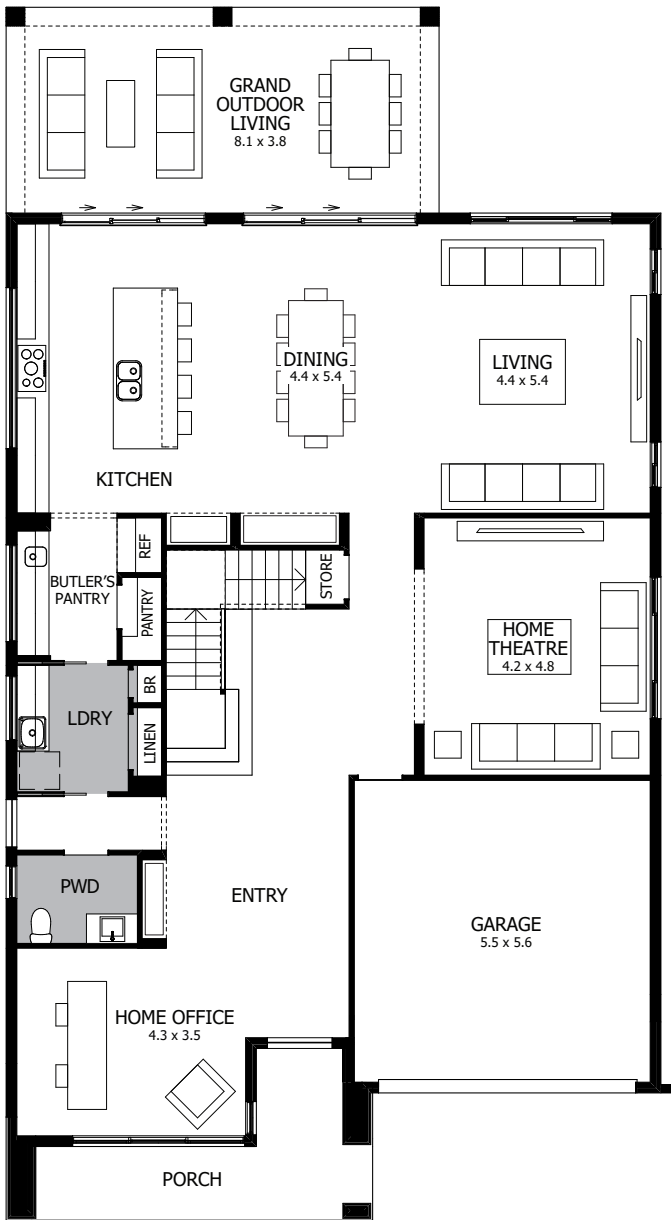 GRAND
OUTDOOR
LIVING
8.1 x 3.8
DINING
4.4 x 5.4
LIVING
4.4 x 5.4
KITCHEN
REF
BUTLER'S
PANTRY
PANTRY
STORE
HOME
THEATRE
4.2 x 4.8
BR
LDRY
LINEN
PWD
ENTRY
GARAGE
5.5 x 5.6
HOME OFFICE
4.3 x 3.5
PORCH